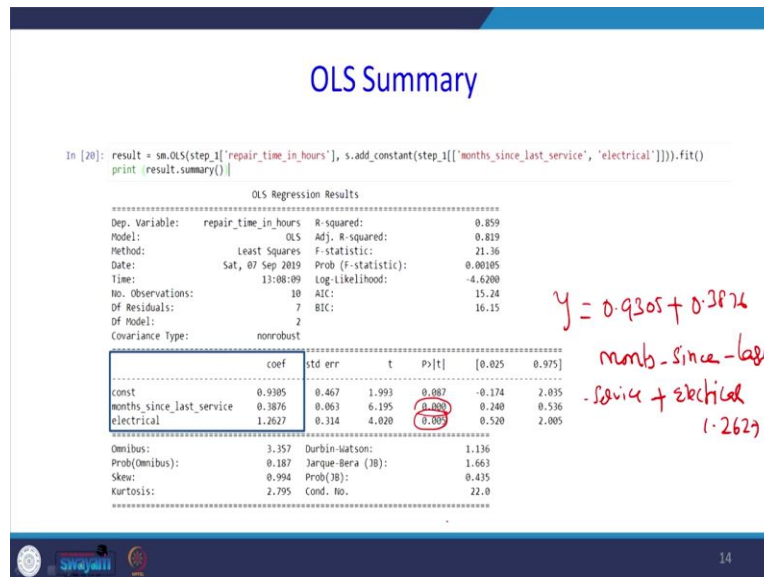 OLS Summary
In [20]: result = sm.OLS(step_1['repair_time_in_hours'], s.add_constant(step_1[['months_since_last_service', 'electrical']])).fit()
print (result.summary())
OLS Regression Results
Dep. Variable: repair_time_in_hours R-squared: 0.859
Model: OLS Adj. R-squared: 0.819
Method: Least Squares F-statistic: 21.36
Date: Sat, 07 Sep 2019 Prob (F-statistic): 0.00105
Time: 13:08:09 Log-Likelihood: -4.6200
No. Observations: 10 AIC: 15.24
Df Residuals: 7 BIC: 16.15
Df Model: 2
Covariance Type: nonrobust
coef std err t P>|t| [0.025 0.975]
const 0.9305 0.467 1.993 0.087 -0.174 2.035
months_since_last_service 0.3876 0.063 6.195 0.000 0.240 0.536
electrical 1.2627 0.314 4.020 0.005 0.520 2.005
Omnibus: 3.357 Durbin-Watson: 1.136
Prob(Omnibus): 0.187 Jarque-Bera (JB): 1.663
Skew: 0.994 Prob(JB): 0.435
Kurtosis: 2.795 Cond. No. 22.0
y = 0.9305 + 0.3876
month-since-las
-service + electrical
1.2627
swayam
14